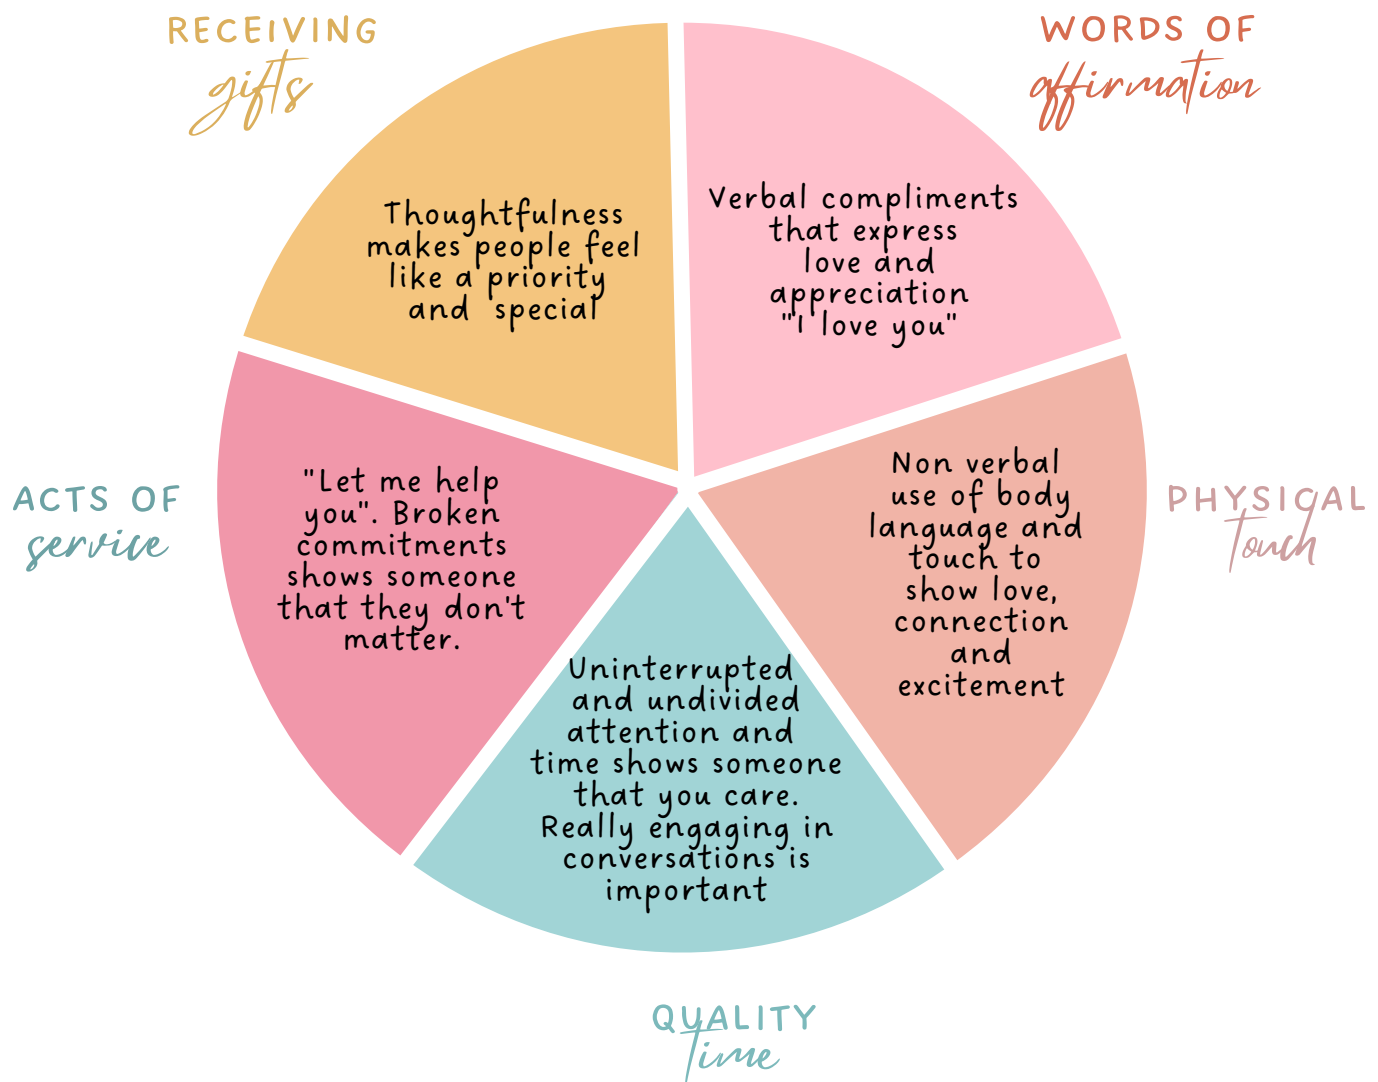 RECEIVING
gifts
WORDS OF
affirmation
Thoughtfulness
makes people feel
like a priority
and special
Verbal compliments
that express
love and
appreciation
"I love you"
ACTS OF
service
"Let me help
you". Broken
commitments
shows someone
that they don't
matter.
Non verbal
use of body
language and
touch to
show love,
connection
and
excitement
PHYSICAL
touch
Uninterrupted
and undivided
attention and
time shows someone
that you care.
Really engaging in
conversations is
important
QUALITY
time